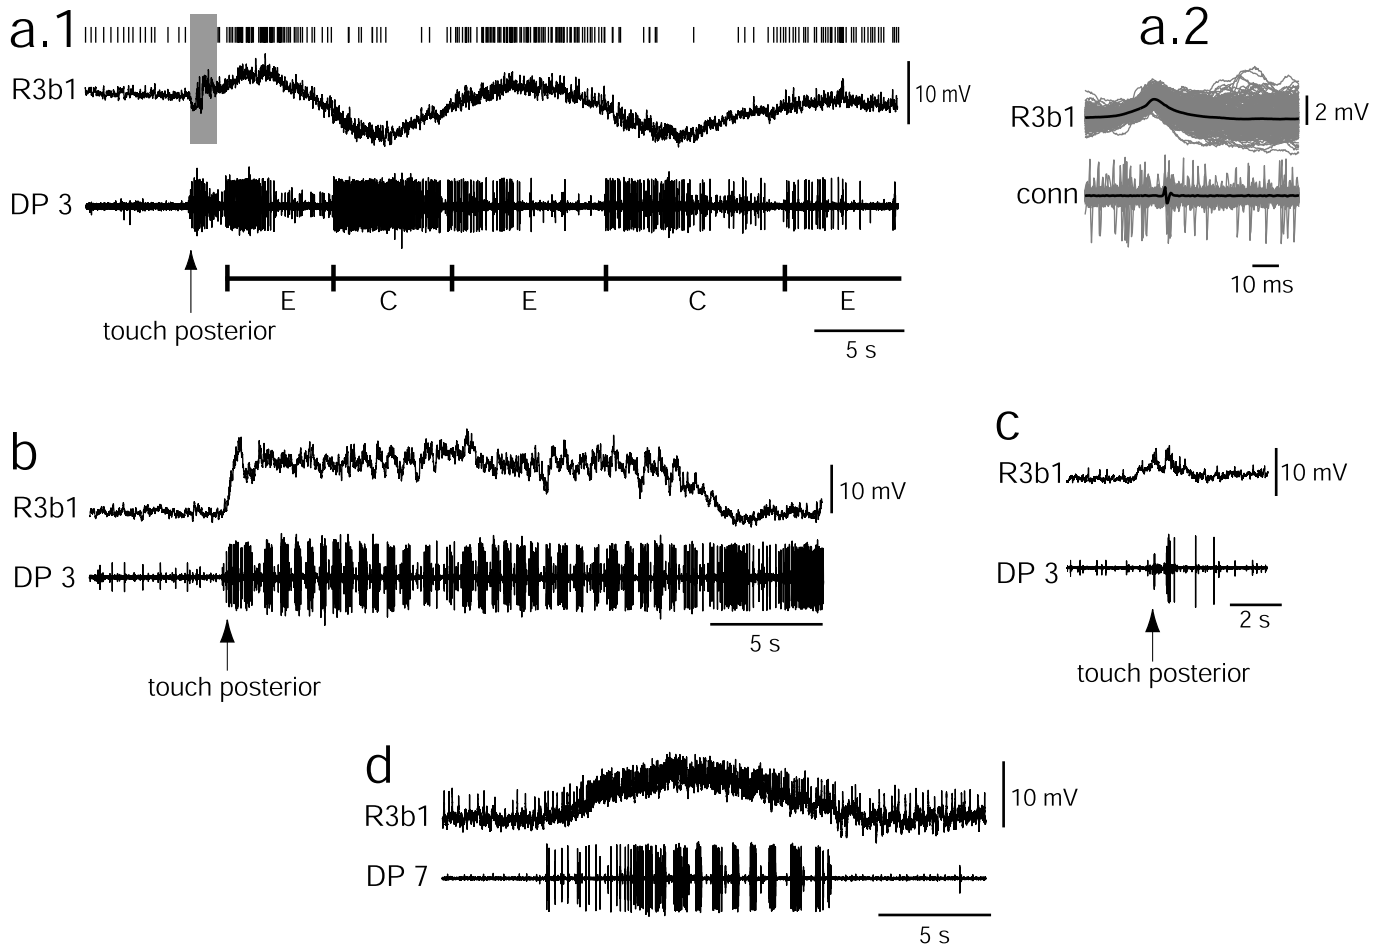 a.1
R3b1
10 mV
DP 3
E
C
E
C
E
touch posterior
5 s
a.2
R3b1
2 mV
conn
10 ms
b
R3b1
10 mV
DP 3
5 s
touch posterior
c
R3b1
10 mV
DP 3
2 s
touch posterior
d
R3b1
10 mV
DP 7
5 s